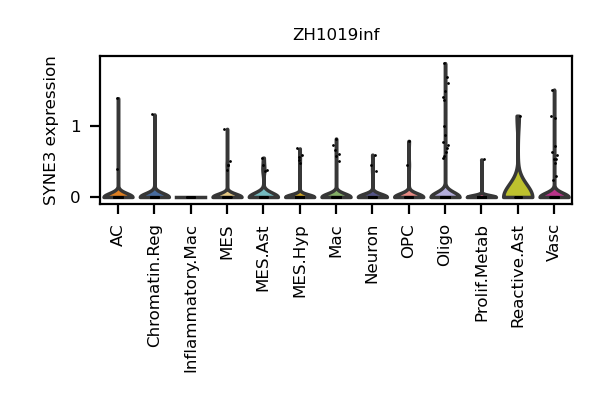 ZH1019inf
SYNE3 expression
1
0
AC
Chromatin.Reg
Inflammatory.Mac
MES
MES.Ast
MES.Hyp
Mac
Neuron
OPC
Oligo
Prolif.Metab
Reactive.Ast
Vasc